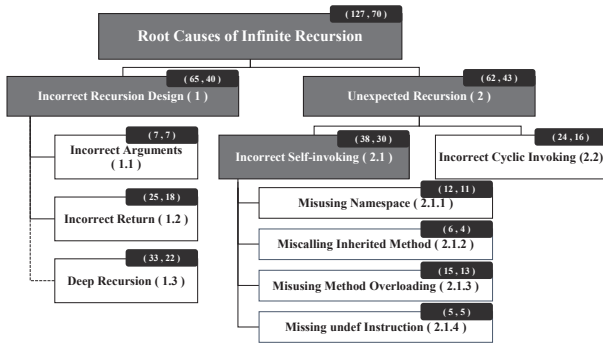 ( 127 , 70 )
Root Causes of Infinite Recursion
( 65 , 40 )
Incorrect Recursion Design ( 1 )
( 62 , 43 )
Unexpected Recursion ( 2 )
( 7 , 7 )
Incorrect Arguments
( 1.1 )
( 25 , 18 )
Incorrect Return ( 1.2 )
( 33 , 22 )
Deep Recursion ( 1.3 )
( 38 , 30 )
Incorrect Self-invoking ( 2.1 )
( 24 , 16 )
Incorrect Cyclic Invoking (2.2)
( 12 , 11 )
Misusing Namespace ( 2.1.1 )
( 6 , 4 )
Miscalling Inherited Method ( 2.1.2 )
( 15 , 13 )
Misusing Method Overloading ( 2.1.3 )
( 5 , 5 )
Missing undef Instruction ( 2.1.4 )